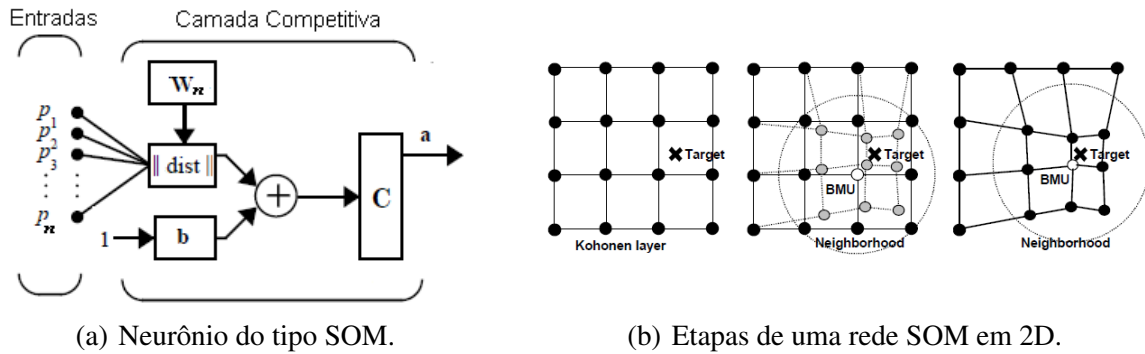 Entradas
Camada Competitiva
Wn
p1
p2
p3
pn
|| dist ||
1
b
+
C
a
(a) Neurônio do tipo SOM.
Target
Kohonen layer
Target
BMU
Neighborhood
Target
BMU
Neighborhood
(b) Etapas de uma rede SOM em 2D.